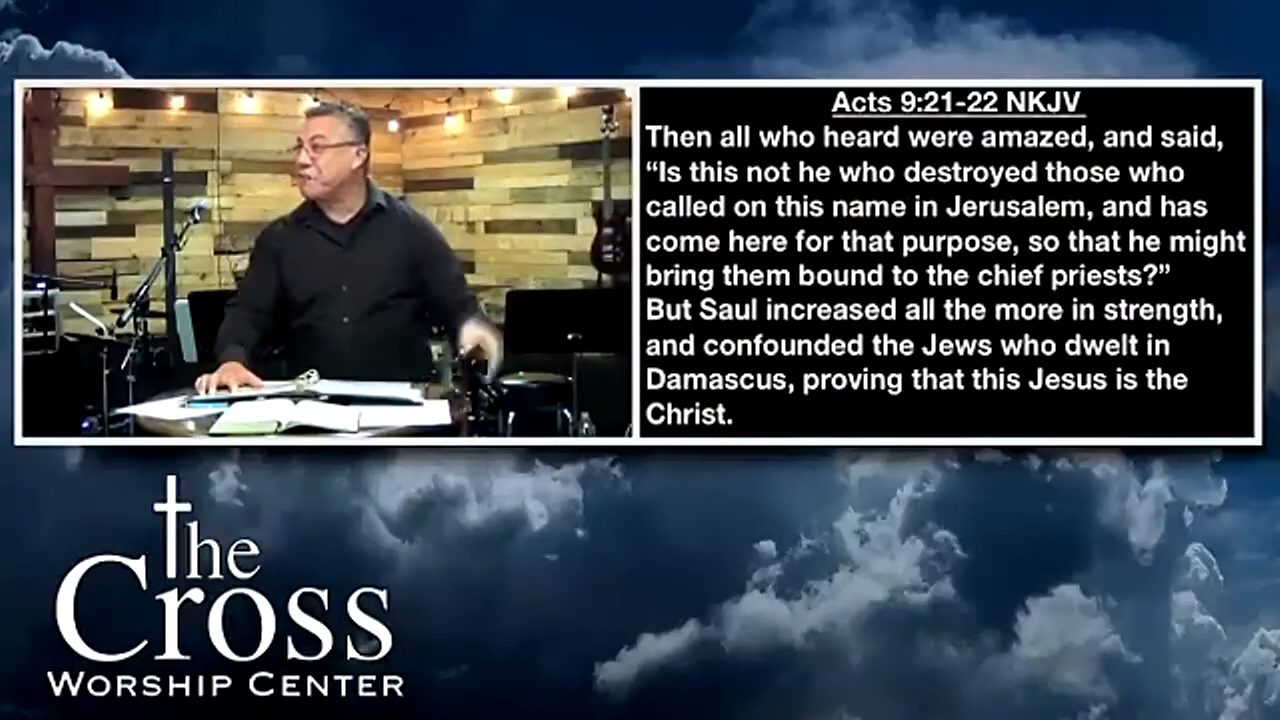 Acts 9:21-22 NKJV
Then all who heard were amazed, and said,
“Is this not he who destroyed those who
called on this name in Jerusalem, and has
come here for that purpose, so that he might
bring them bound to the chief priests?”
But Saul increased all the more in strength,
and confounded the Jews who dwelt in
Damascus, proving that this Jesus is the
Christ.
the
Cross
WORSHIP CENTER